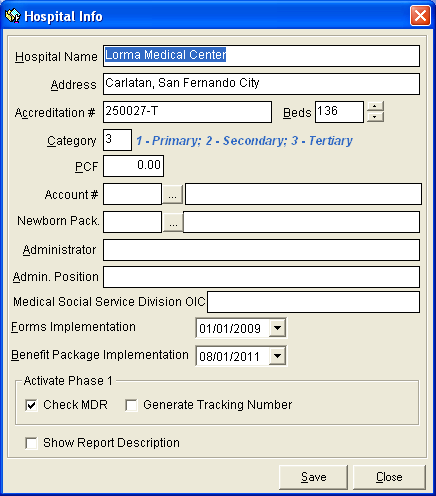 Hospital Info
Hospital Name Lorma Medical Center
Address Carlatan, San Fernando City
Accreditation # 250027-T Beds 136
Category 3 1 - Primary; 2 - Secondary; 3 - Tertiary
PCF 0.00
Account # ...
Newborn Pack. ...
Administrator
Admin. Position
Medical Social Service Division OIC
Forms Implementation 01/01/2009
Benefit Package Implementation 08/01/2011
Activate Phase 1
Check MDR Generate Tracking Number
Show Report Description
Save Close